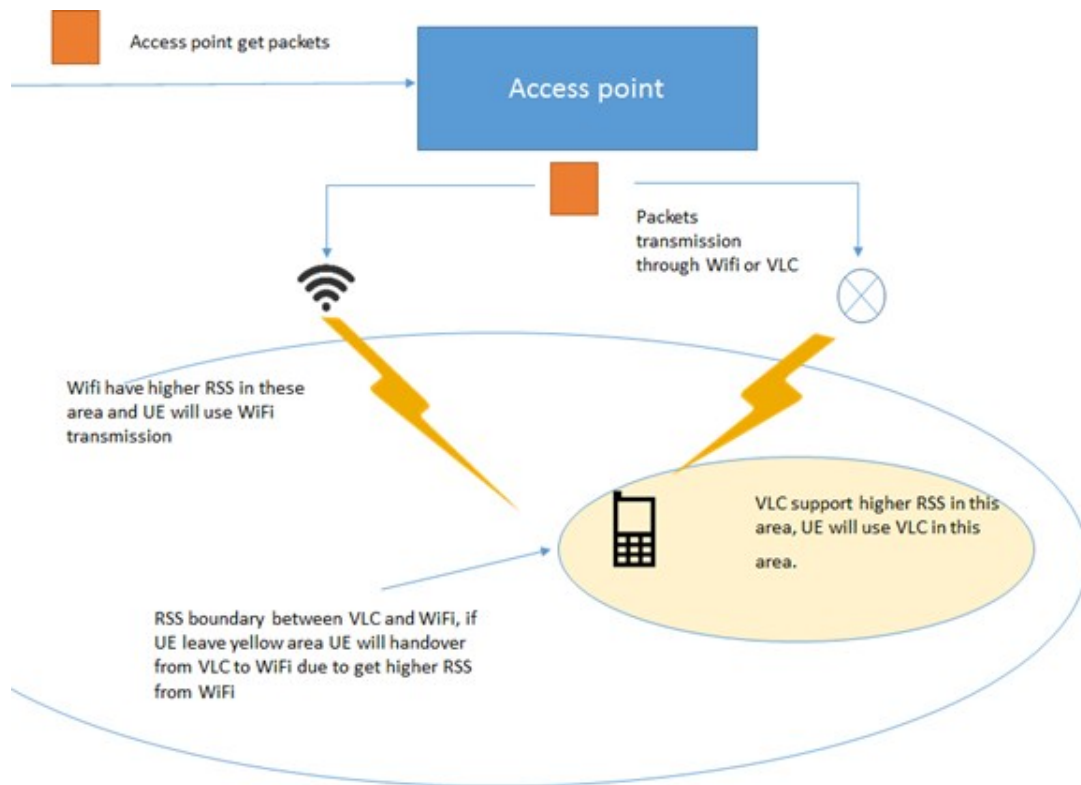 Access point get packets
Access point
Packets
transmission
through Wifi or VLC
Wifi have higher RSS in these
area and UE will use WiFi
transmission
VLC support higher RSS in this
area, UE will use VLC in this
area.
RSS boundary between VLC and WiFi, if
UE leave yellow area UE will handover
from VLC to WiFi due to get higher RSS
from WiFi